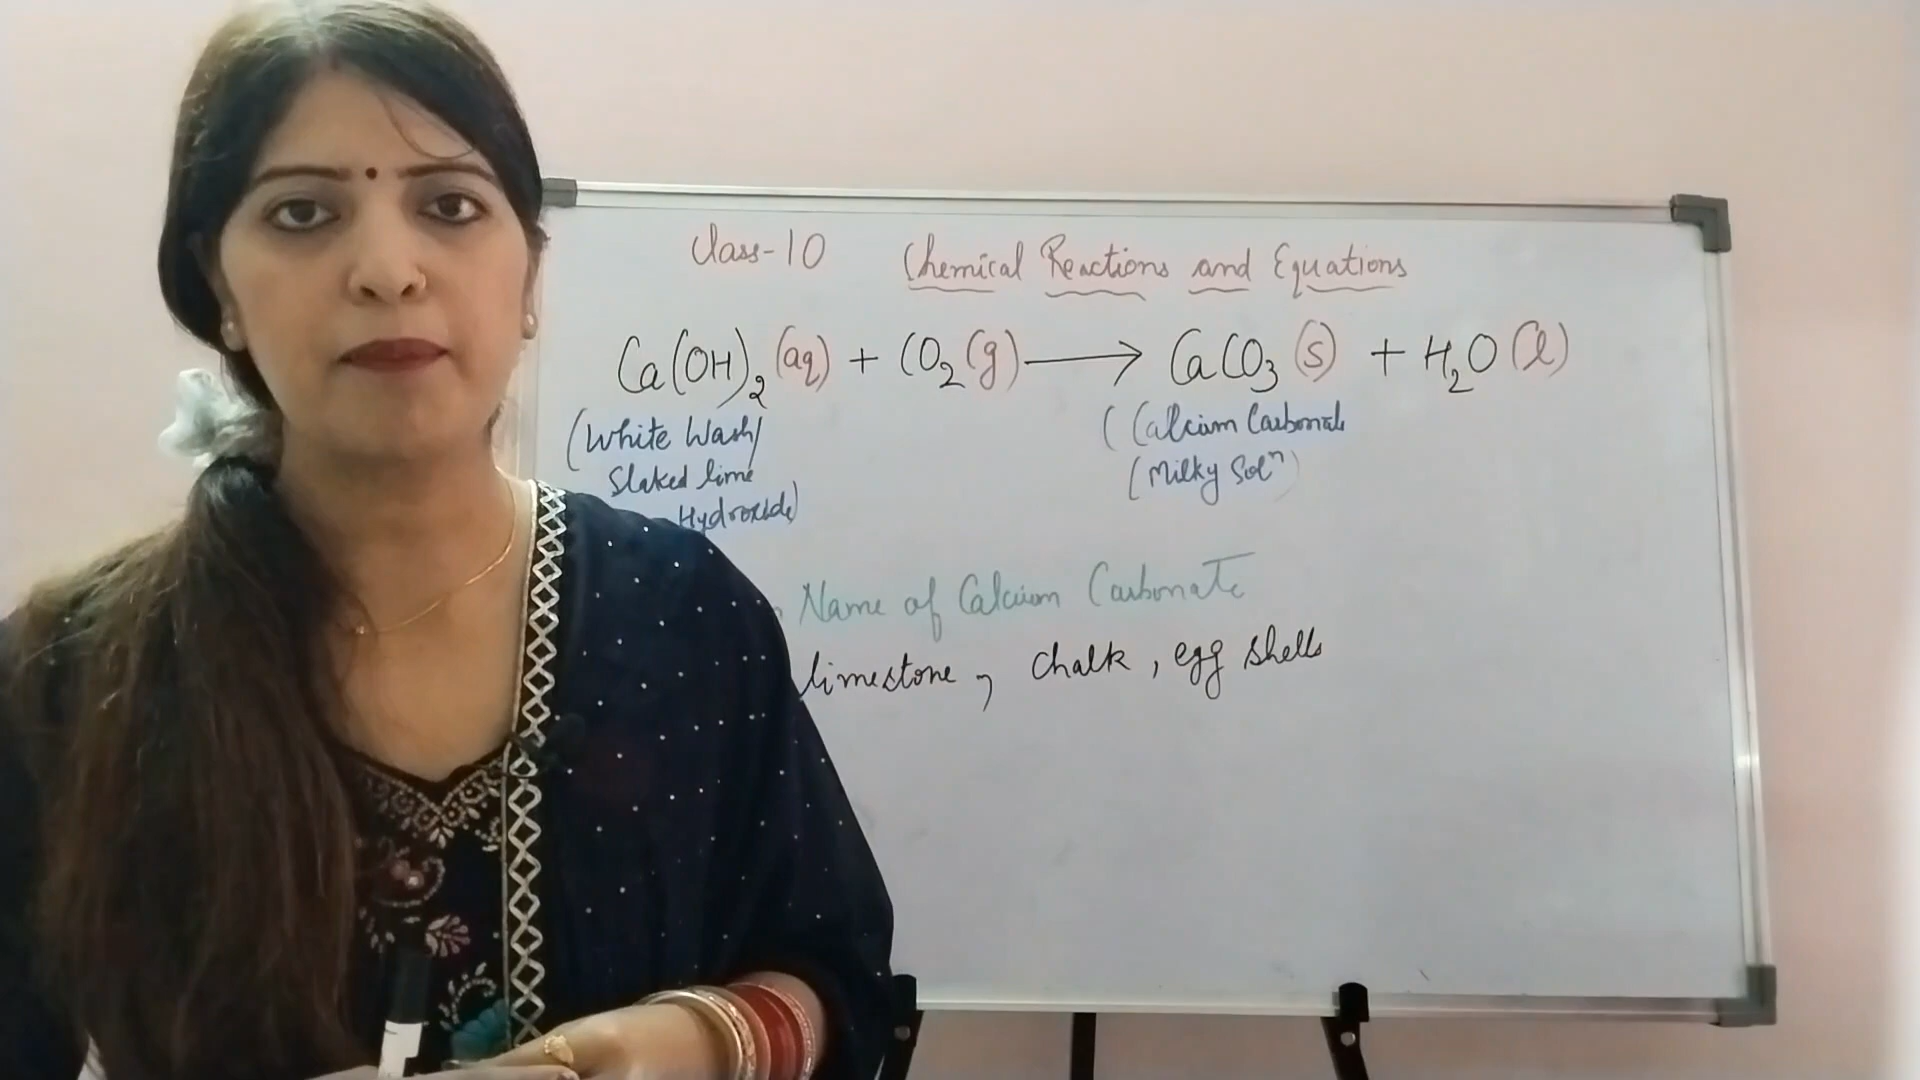 Class-10 Chemical Reactions and Equations
Ca(OH)2 (aq) + CO2 (g) ⟶ CaCO3 (s) + H2O (l)
(White Wash/ (Calcium Carbonate
Slaked lime (Milky Solⁿ)
Hydroxide)
Name of Calcium Carbonate
limestone, chalk, egg shells